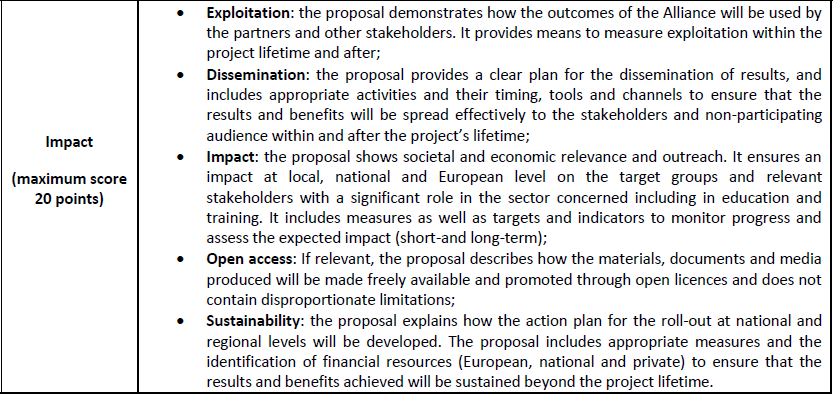 Impact
(maximum score
20 points)
• Exploitation: the proposal demonstrates how the outcomes of the Alliance will be used by
the partners and other stakeholders. It provides means to measure exploitation within the
project lifetime and after;
• Dissemination: the proposal provides a clear plan for the dissemination of results, and
includes appropriate activities and their timing, tools and channels to ensure that the
results and benefits will be spread effectively to the stakeholders and non-participating
audience within and after the project's lifetime;
• Impact: the proposal shows societal and economic relevance and outreach. It ensures an
impact at local, national and European level on the target groups and relevant
stakeholders with a significant role in the sector concerned including in education and
training. It includes measures as well as targets and indicators to monitor progress and
assess the expected impact (short-and long-term);
• Open access: If relevant, the proposal describes how the materials, documents and media
produced will be made freely available and promoted through open licences and does not
contain disproportionate limitations;
• Sustainability: the proposal explains how the action plan for the roll-out at national and
regional levels will be developed. The proposal includes appropriate measures and the
identification of financial resources (European, national and private) to ensure that the
results and benefits achieved will be sustained beyond the project lifetime.